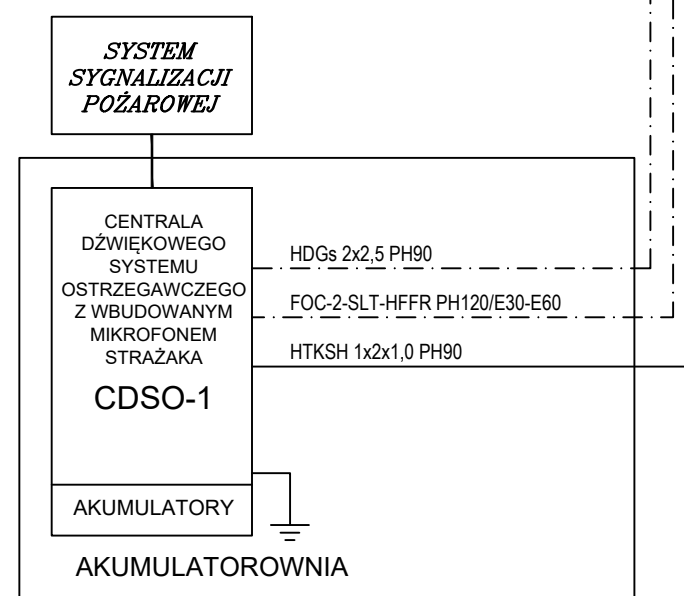 SYSTEM
SYGNALIZACJI
POŻAROWEJ
CENTRALA
DŹWIĘKOWEGO
SYSTEMU
OSTRZEGAWCZEGO
Z WBUDOWANYM
MIKROFONEM
STRAŻAKA
CDSO-1
HDGs 2x2,5 PH90
FOC-2-SLT-HFFR PH120/E30-E60
HTKSH 1x2x1,0 PH90
AKUMULATORY
AKUMULATOROWNIA